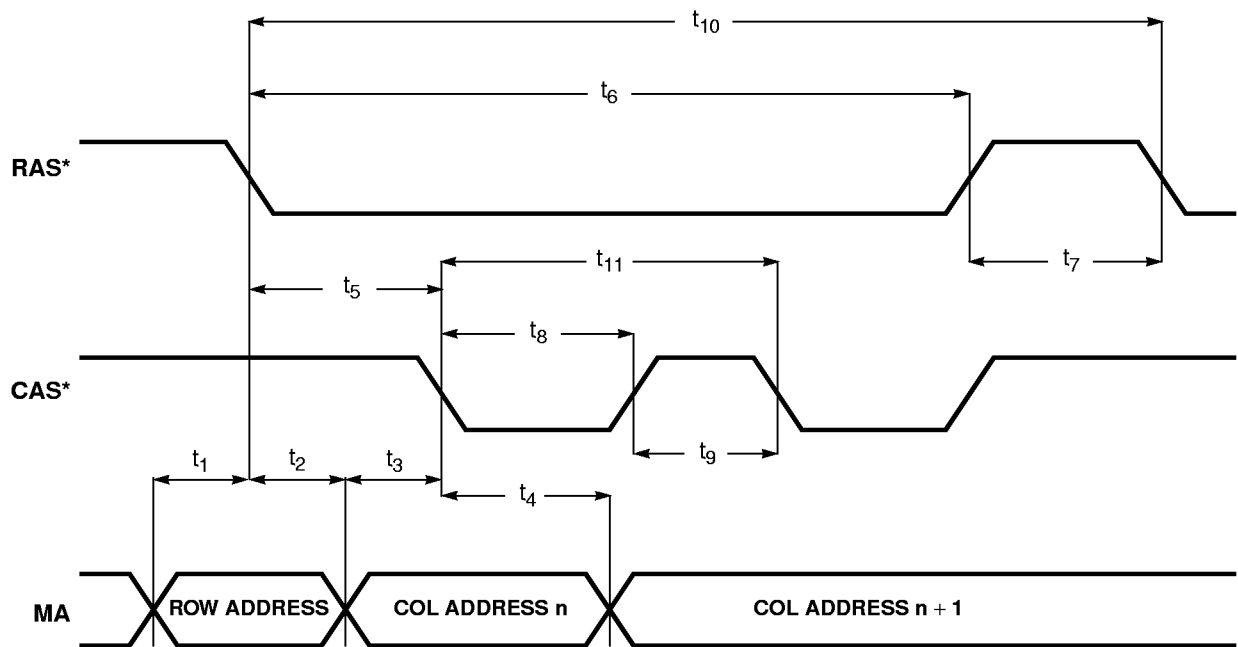 t10
t6
RAS*
t11
t7
t5
t8
CAS*
t9
t1
t2
t3
t4
MA
ROW ADDRESS
COL ADDRESS n
COL ADDRESS n + 1